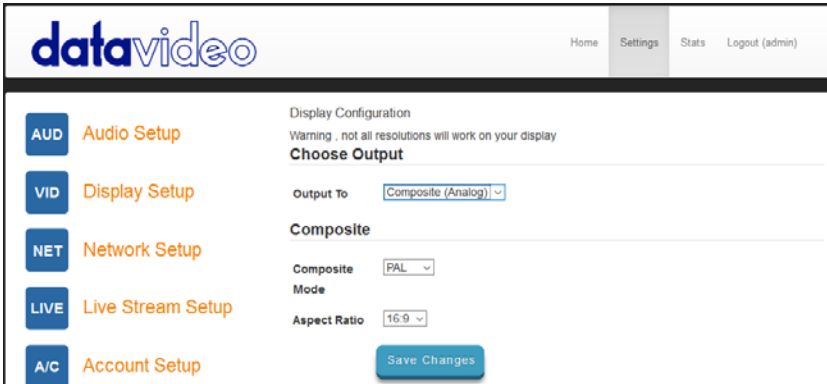 datavideo
Home Settings Stats Logout (admin)
AUD Audio Setup
VID Display Setup
NET Network Setup
LIVE Live Stream Setup
A/C Account Setup
Display Configuration
Warning , not all resolutions will work on your display
Choose Output
Output To Composite (Analog)
Composite
Composite Mode PAL
Aspect Ratio 16:9
Save Changes